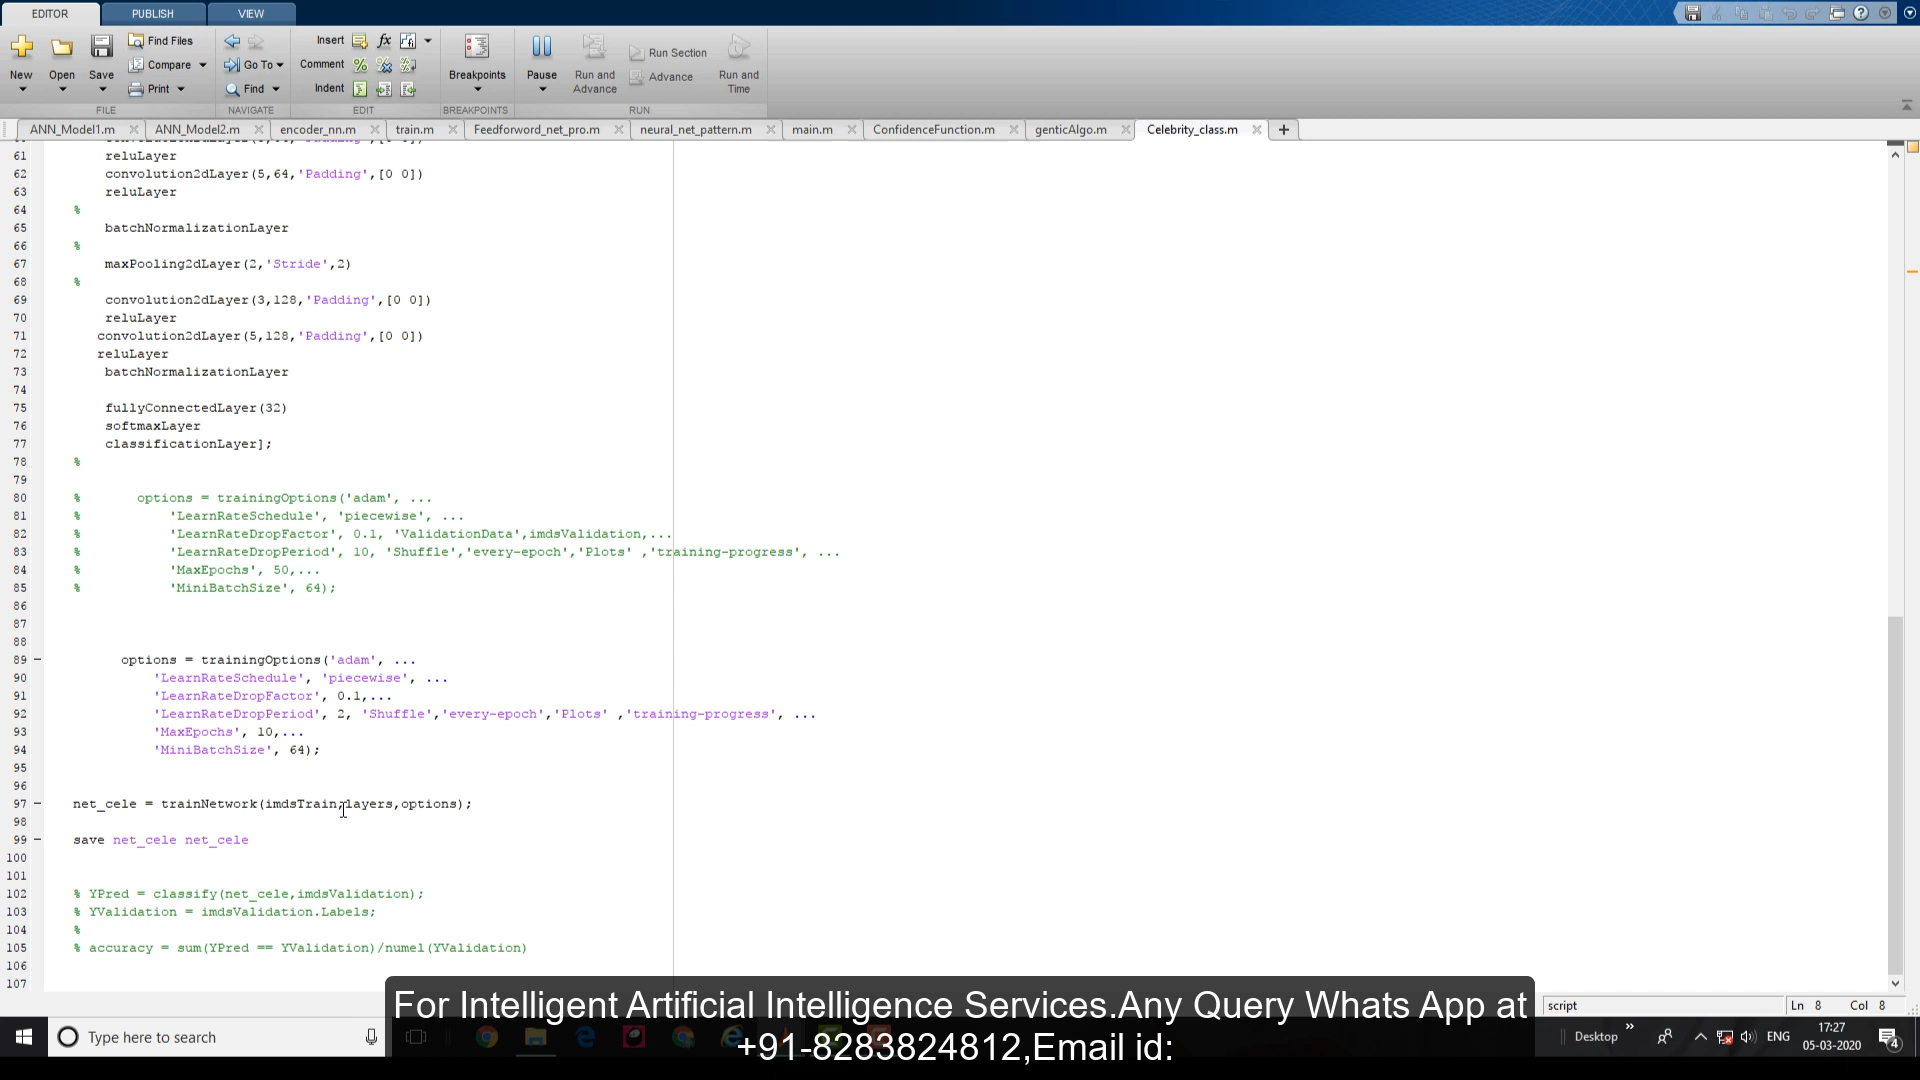 EDITOR PUBLISH VIEW
New Open Save Find Files Compare Print
Go To Find
Insert Comment Indent
Breakpoints
Pause Run and Advance Run Section Advance Run and Time
FILE NAVIGATE EDIT BREAKPOINTS RUN
ANN_Model1.m ANN_Model2.m encoder_nn.m train.m Feedforword_net_pro.m neural_net_pattern.m main.m ConfidenceFunction.m genticAlgo.m Celebrity_class.m
61 reluLayer
62 convolution2dLayer(5,64,'Padding',[0 0])
63 reluLayer
64 %
65 batchNormalizationLayer
66 %
67 maxPooling2dLayer(2,'Stride',2)
68 %
69 convolution2dLayer(3,128,'Padding',[0 0])
70 reluLayer
71 convolution2dLayer(5,128,'Padding',[0 0])
72 reluLayer
73 batchNormalizationLayer
74
75 fullyConnectedLayer(32)
76 softmaxLayer
77 classificationLayer];
78 %
79
80 % options = trainingOptions('adam', ...
81 % 'LearnRateSchedule', 'piecewise', ...
82 % 'LearnRateDropFactor', 0.1, 'ValidationData',imdsValidation,...
83 % 'LearnRateDropPeriod', 10, 'Shuffle','every-epoch','Plots' ,'training-progress', ...
84 % 'MaxEpochs', 50,...
85 % 'MiniBatchSize', 64);
86
87
88
89 options = trainingOptions('adam', ...
90 'LearnRateSchedule', 'piecewise', ...
91 'LearnRateDropFactor', 0.1,...
92 'LearnRateDropPeriod', 2, 'Shuffle','every-epoch','Plots' ,'training-progress', ...
93 'MaxEpochs', 10,...
94 'MiniBatchSize', 64);
95
96
97 net_cele = trainNetwork(imdsTrain,layers,options);
98
99 save net_cele net_cele
100
101
102 % YPred = classify(net_cele,imdsValidation);
103 % YValidation = imdsValidation.Labels;
104 %
105 % accuracy = sum(YPred == YValidation)/numel(YValidation)
106
107
For Intelligent Artificial Intelligence Services.Any Query Whats App at
+91-8283824812,Email id:
script Ln 8 Col 8
Type here to search
Desktop ENG 17:27
05-03-2020
4